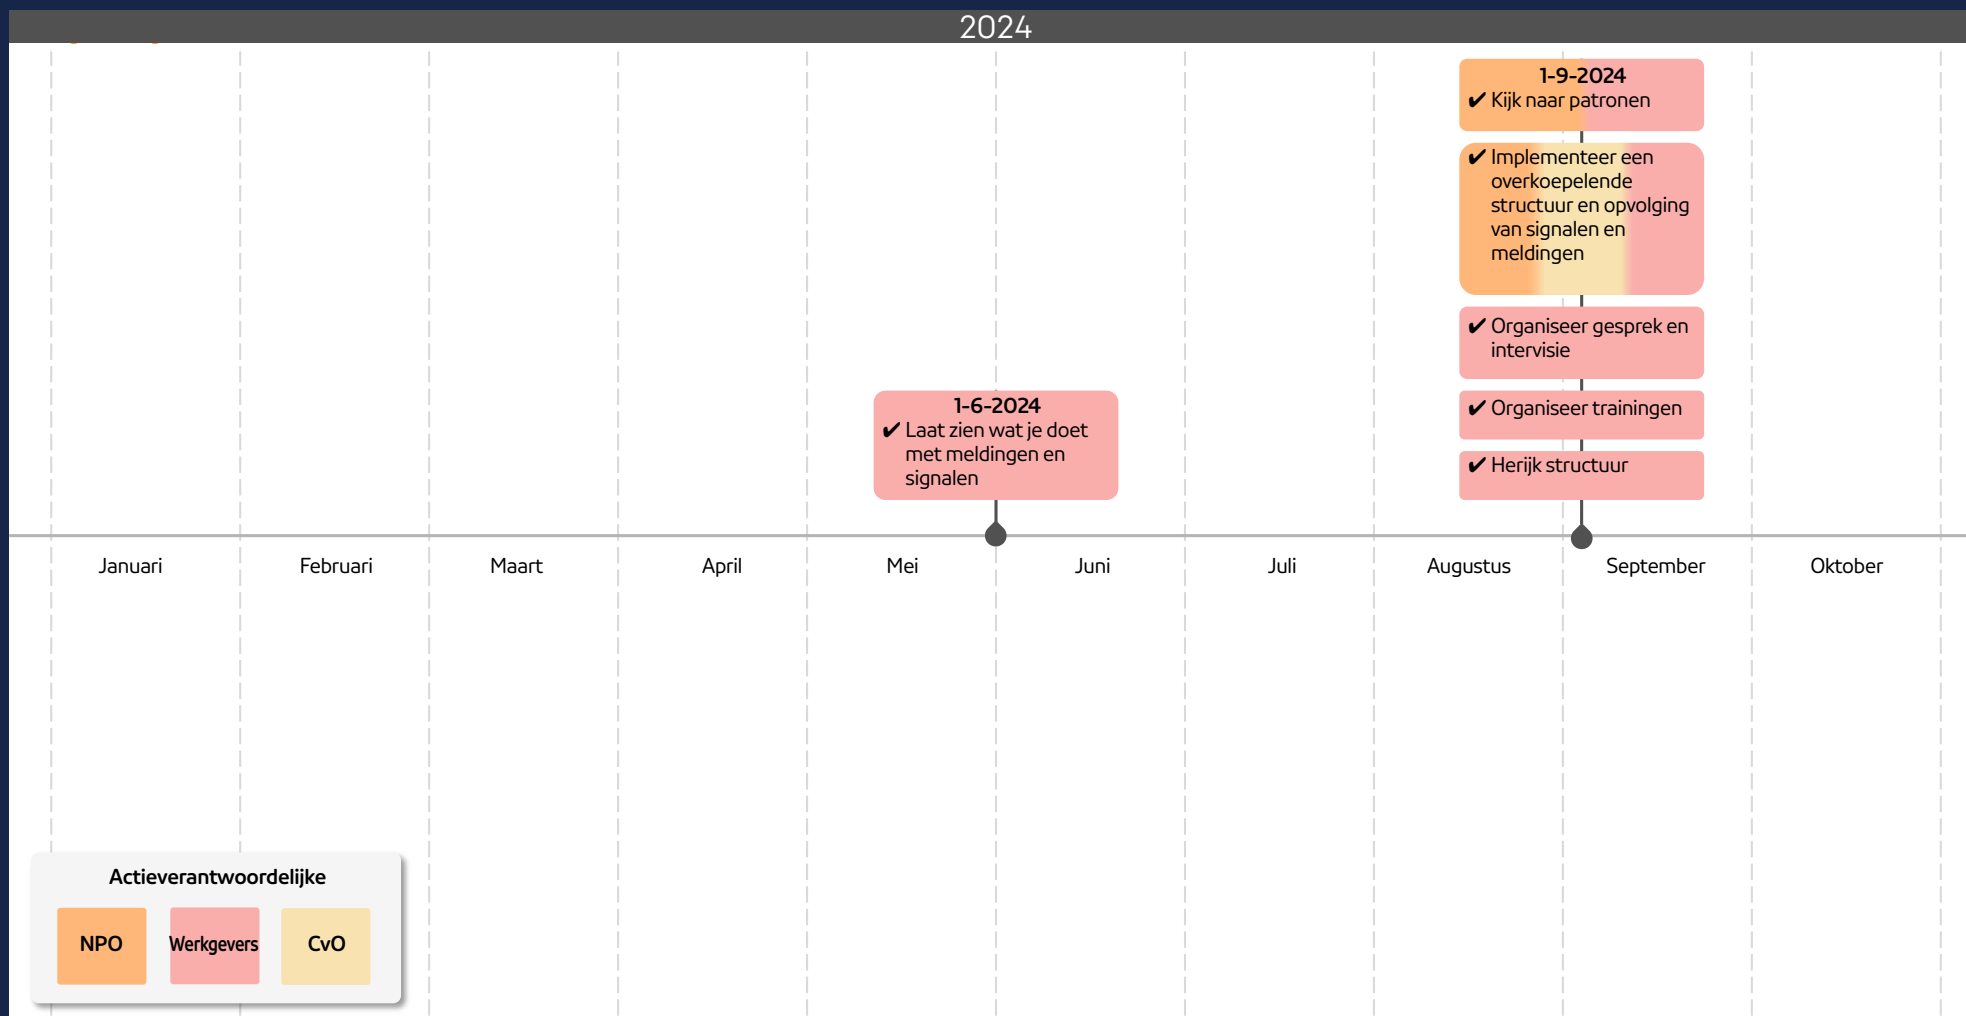 2024
1-9-2024
✔ Kijk naar patronen
✔ Implementeer een
overkoepelende
structuur en opvolging
van signalen en
meldingen
✔ Organiseer gesprek en
intervisie
✔ Organiseer trainingen
✔ Herijk structuur
1-6-2024
✔ Laat zien wat je doet
met meldingen en
signalen
Januari Februari Maart April Mei Juni Juli Augustus September Oktober
Actieverantwoordelijke
NPO Werkgevers CvO